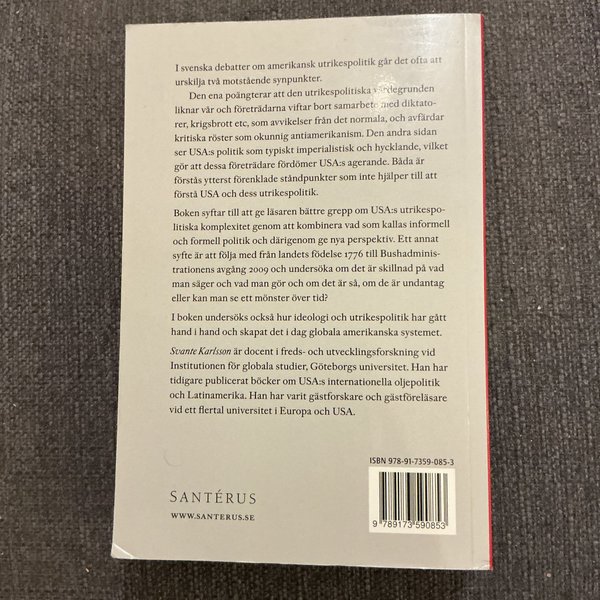 I svenska debatter om amerikansk utrikespolitik går det ofta att
urskilja två motstående synpunkter.
Den ena poängterar att den utrikespolitiska värdegrunden
liknar vår och företrädarna viftar bort samarbete med diktato-
rer, krigsbrott etc, som avvikelser från det normala, och avfärdar
kritiska röster som okunnig antiamerikanism. Den andra sidan
ser USA:s politik som typiskt imperialistisk och hycklande, vilket
gör att dessa företrädare fördömer USA:s agerande. Båda är
förstås ytterst förenklade ståndpunkter som inte hjälper till att
förstå USA och dess utrikespolitik.
Boken syftar till att ge läsaren bättre grepp om USA:s utrikespo-
litiska komplexitet genom att kombinera vad som kallas informell
och formell politik och därigenom ge nya perspektiv. Ett annat
syfte är att följa med från landets födelse 1776 till Bushadminis-
trationens avgång 2009 och undersöka om det är skillnad på vad
man säger och vad man gör och om det är så, om de är undantag
eller kan man se ett mönster över tid?
I boken undersöks också hur ideologi och utrikespolitik har gått
hand i hand och skapat det i dag globala amerikanska systemet.
Svante Karlsson är docent i freds- och utvecklingsforskning vid
Institutionen för globala studier, Göteborgs universitet. Han har
tidigare publicerat böcker om USA:s internationella oljepolitik
och Latinamerika. Han har varit gästforskare och gästföreläsare
vid ett flertal universitet i Europa och USA.
ISBN 978-91-7359-085-3
SANTÉRUS
WWW.SANTERUS.SE
9 789173 590853